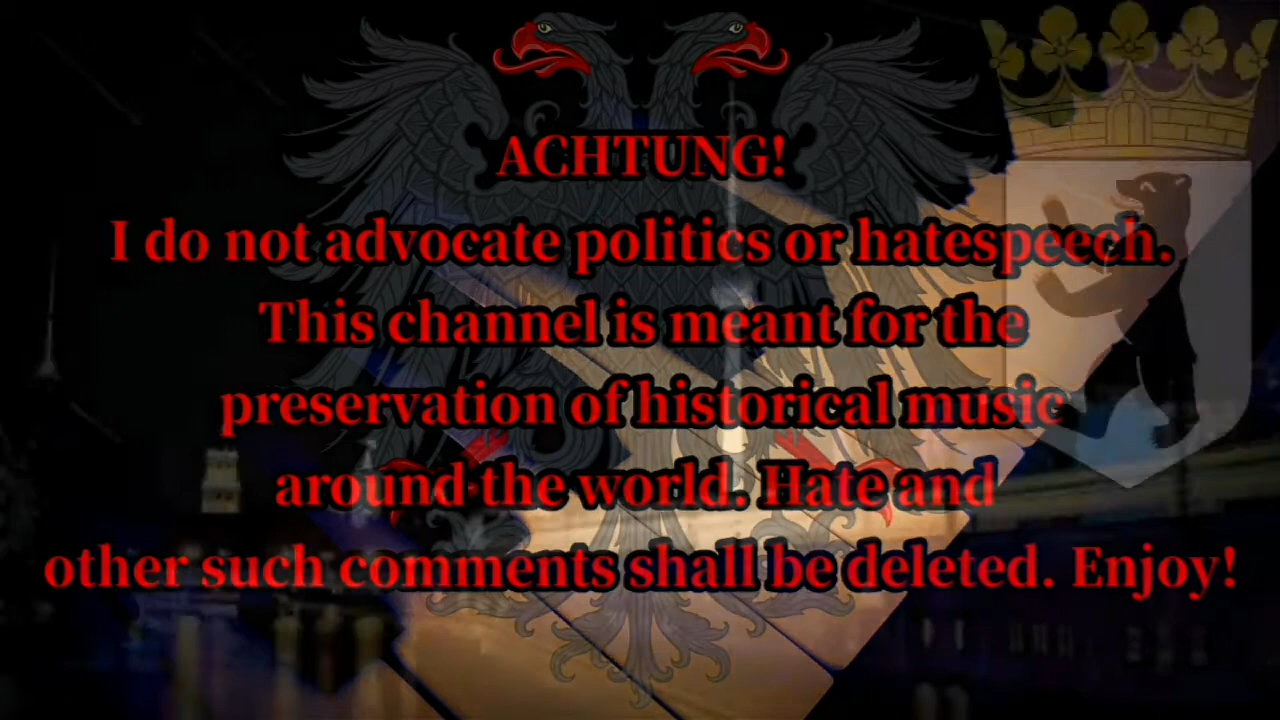 ACHTUNG!
I do not advocate politics or hatespeech.
This channel is meant for the
preservation of historical music
around the world. Hate and
other such comments shall be deleted. Enjoy!